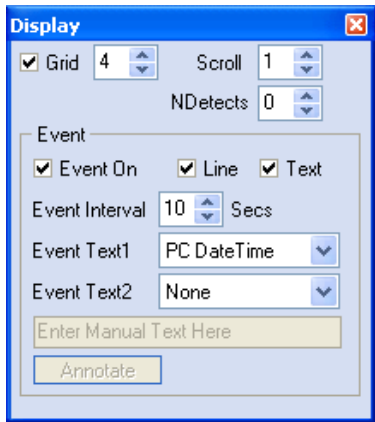 Display
Grid 4 Scroll 1
NDetects 0
Event
Event On Line Text
Event Interval 10 Secs
Event Text1 PC DateTime
Event Text2 None
Enter Manual Text Here
Annotate